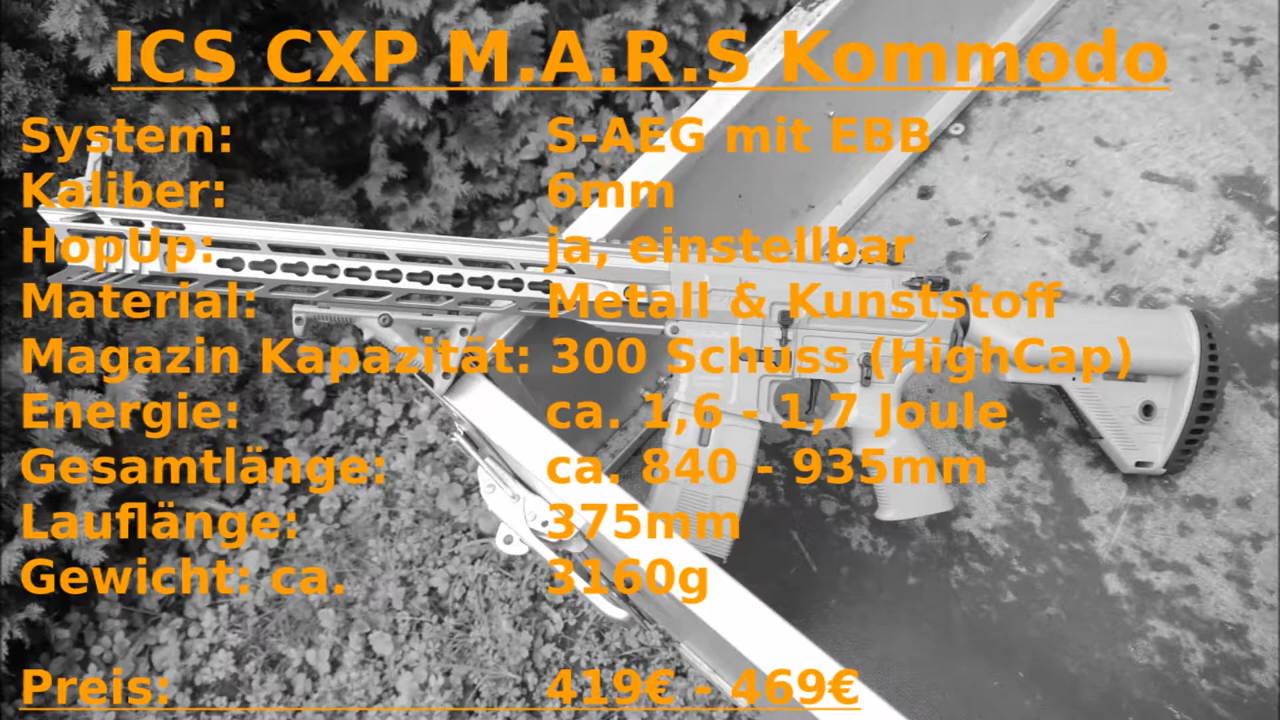 ICS CXP M.A.R.S Kommodo
System: S-AEG mit EBB
Kaliber: 6mm
HopUp: ja, einstellbar
Material: Metall & Kunststoff
Magazin Kapazität: 300 Schuss (HighCap)
Energie: ca. 1,6 - 1,7 Joule
Gesamtlänge: ca. 840 - 935mm
Lauflänge: 375mm
Gewicht: ca. 3160g
Preis: 419€ - 469€